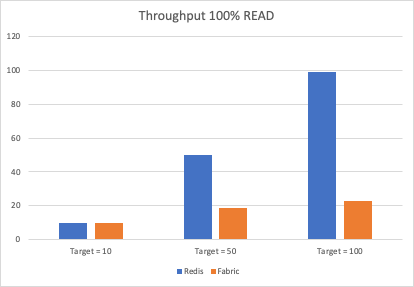 Throughput 100% READ
120
100
80
60
40
20
0
Target = 10 Target = 50 Target = 100
Redis Fabric